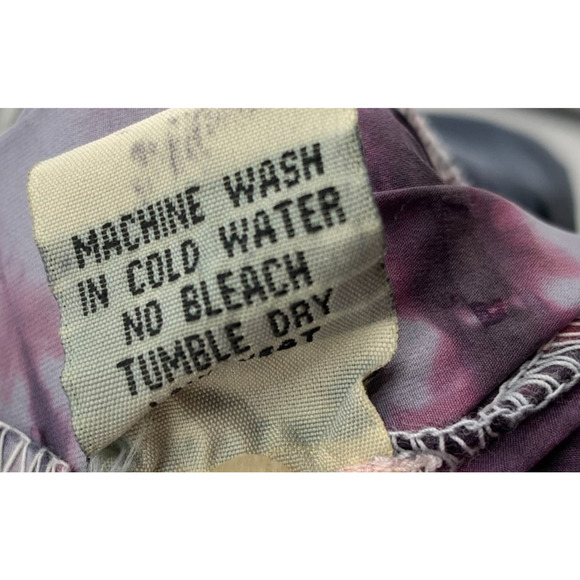 MACHINE WASH
IN COLD WATER
NO BLEACH
TUMBLE DRY